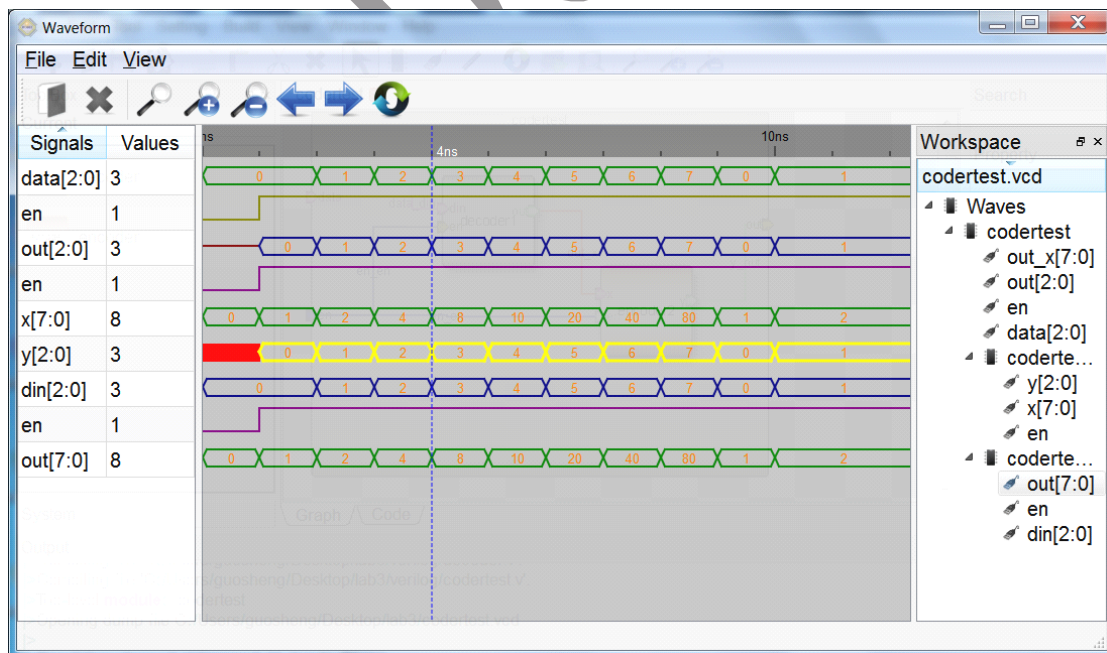 Waveform
File Edit View
Signals Values
ns 10ns
4ns
data[2:0] 3 0 1 2 3 4 5 6 7 0 1
en 1
out[2:0] 3 0 1 2 3 4 5 6 7 0 1
en 1
x[7:0] 8 0 1 2 4 8 10 20 40 80 1 2
y[2:0] 3 0 1 2 3 4 5 6 7 0 1
din[2:0] 3 0 1 2 3 4 5 6 7 0 1
en 1
out[7:0] 8 0 1 2 4 8 10 20 40 80 1 2
Graph Code
Search
Workspace
codertest.vcd
Waves
codertest
out_x[7:0]
out[2:0]
en
data[2:0]
coderte...
y[2:0]
x[7:0]
en
coderte...
out[7:0]
en
din[2:0]